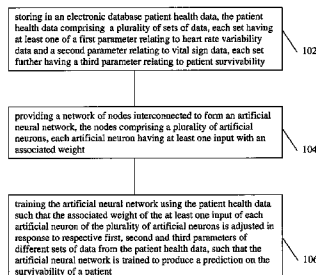 storing in an electronic database patient health data, the patient
health data comprising a plurality of sets of data, each set having
at least one of a first parameter relating to heart rate variability
data and a second parameter relating to vital sign data, each set
further having a third parameter relating to patient survivability
102
providing a network of nodes interconnected to form an artificial
neural network, the nodes comprising a plurality of artificial
neurons, each artificial neuron having at least one input with an
associated weight
104
training the artificial neural network using the patient health data
such that the associated weight of the at least one input of each
artificial neuron of the plurality of artificial neurons is adjusted in
response to respective first, second and third parameters of
different sets of data from the patient health data, such that the
artificial neural network is trained to produce a prediction on the
survivability of a patient
106